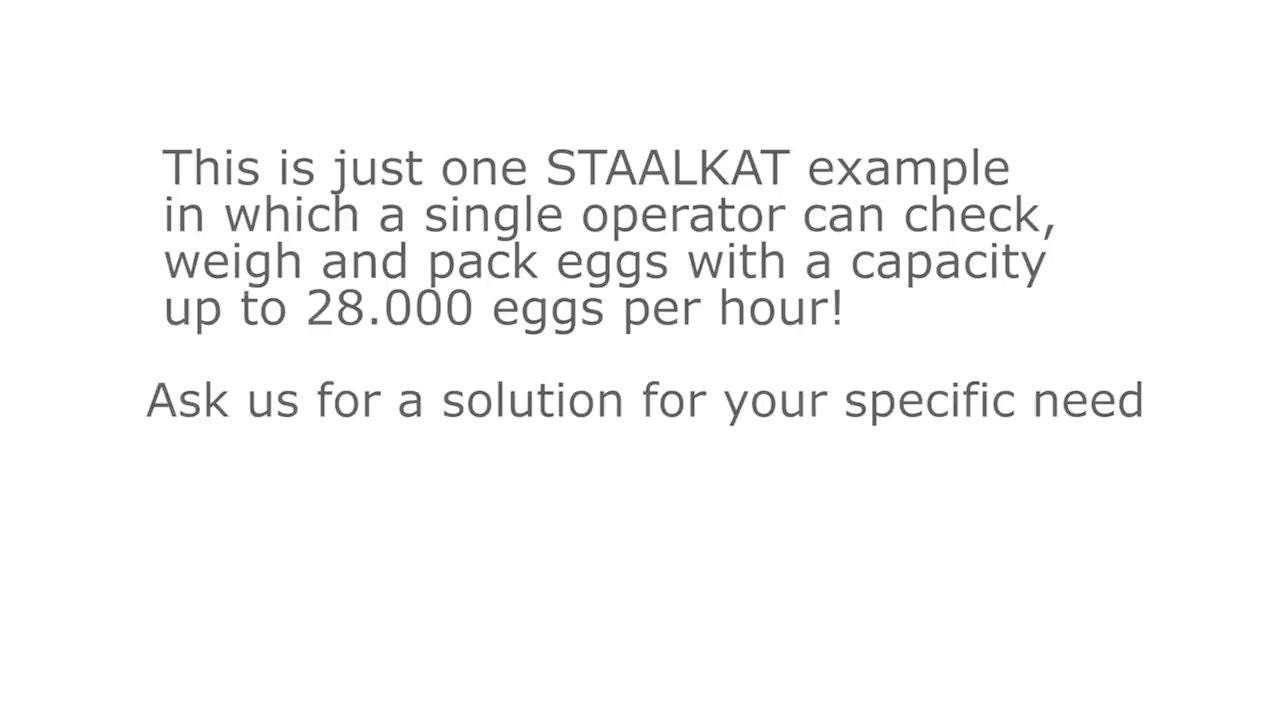 This is just one STAALKAT example
in which a single operator can check,
weigh and pack eggs with a capacity
up to 28.000 eggs per hour!
Ask us for a solution for your specific need